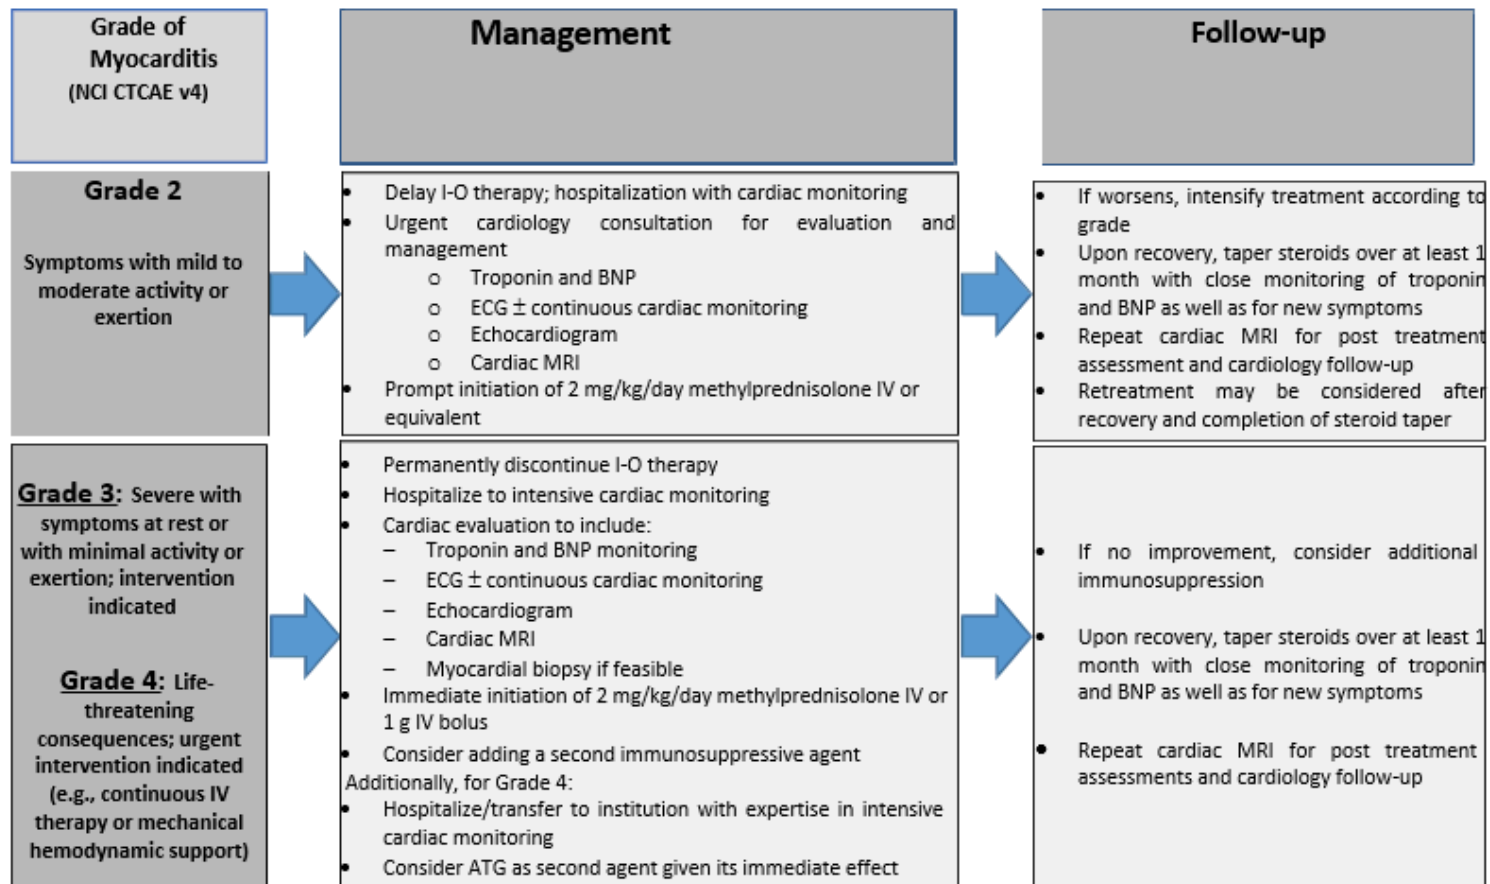 Grade of
Myocarditis
(NCI CTCAE v4)
Management
Follow-up
Grade 2
Symptoms with mild to
moderate activity or
exertion
• Delay I-O therapy; hospitalization with cardiac monitoring
• Urgent cardiology consultation for evaluation and
management
o Troponin and BNP
o ECG ± continuous cardiac monitoring
o Echocardiogram
o Cardiac MRI
• Prompt initiation of 2 mg/kg/day methylprednisolone IV or
equivalent
• If worsens, intensify treatment according to
grade
• Upon recovery, taper steroids over at least 1
month with close monitoring of troponin
and BNP as well as for new symptoms
• Repeat cardiac MRI for post treatment
assessment and cardiology follow-up
• Retreatment may be considered after
recovery and completion of steroid taper
Grade 3: Severe with
symptoms at rest or
with minimal activity or
exertion; intervention
indicated
Grade 4: Life-
threatening
consequences; urgent
intervention indicated
(e.g., continuous IV
therapy or mechanical
hemodynamic support)
• Permanently discontinue I-O therapy
• Hospitalize to intensive cardiac monitoring
• Cardiac evaluation to include:
– Troponin and BNP monitoring
– ECG ± continuous cardiac monitoring
– Echocardiogram
– Cardiac MRI
– Myocardial biopsy if feasible
• Immediate initiation of 2 mg/kg/day methylprednisolone IV or
1 g IV bolus
• Consider adding a second immunosuppressive agent
Additionally, for Grade 4:
• Hospitalize/transfer to institution with expertise in intensive
cardiac monitoring
• Consider ATG as second agent given its immediate effect
• If no improvement, consider additional
immunosuppression
• Upon recovery, taper steroids over at least 1
month with close monitoring of troponin
and BNP as well as for new symptoms
• Repeat cardiac MRI for post treatment
assessments and cardiology follow-up